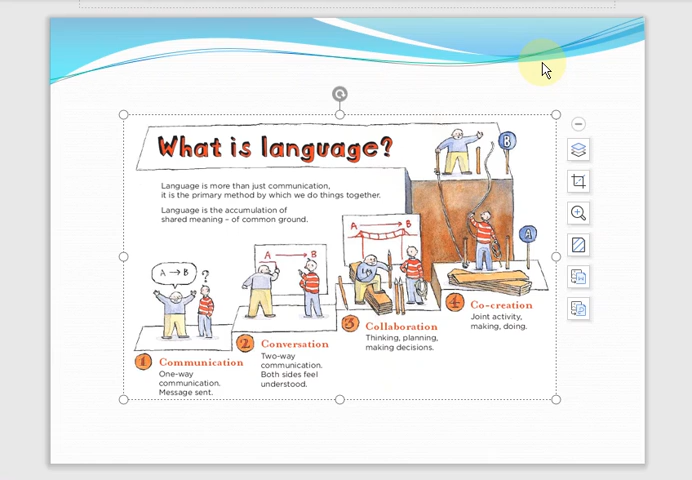 What is language?
Language is more than just communication,
it is the primary method by which we do things together.
Language is the accumulation of
shared meaning – of common ground.
A → B
?
1 Communication
One-way
communication.
Message sent.
A → B
2 Conversation
Two-way
communication.
Both sides feel
understood.
A → B
3 Collaboration
Thinking, planning,
making decisions.
B
A
4 Co-creation
Joint activity,
making, doing.